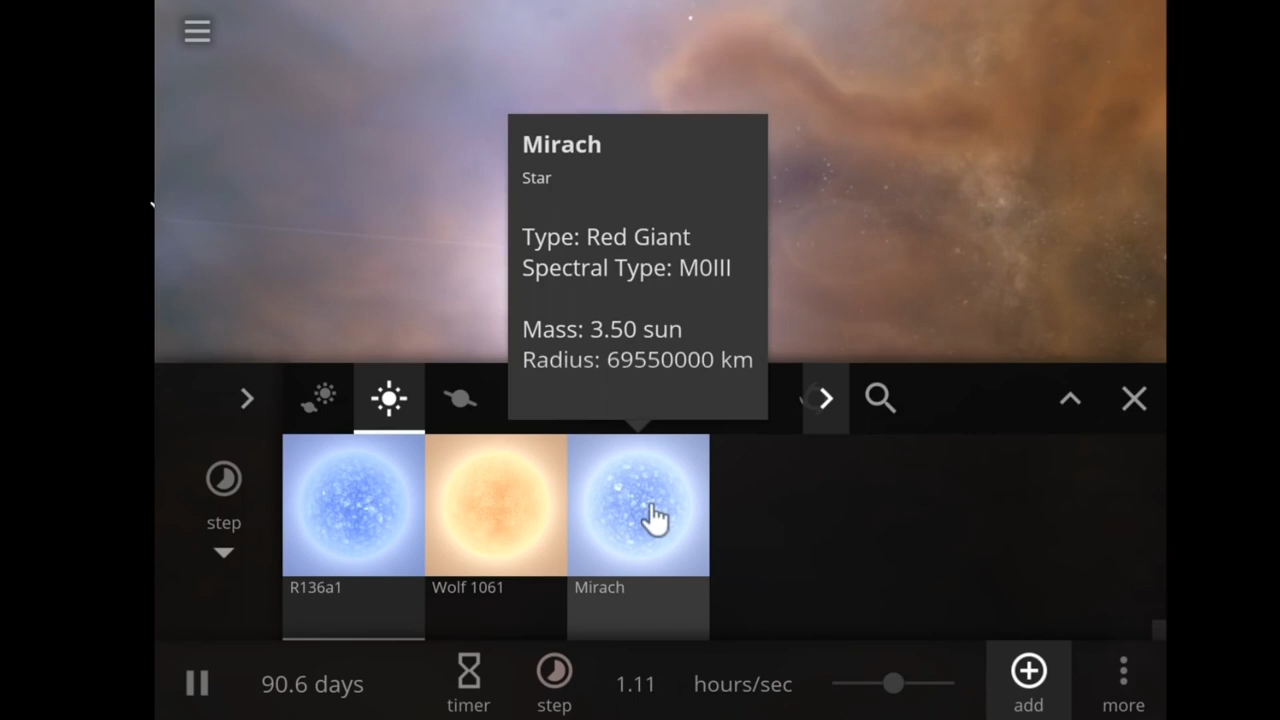 Mirach
Star
Type: Red Giant
Spectral Type: M0III
Mass: 3.50 sun
Radius: 69550000 km
step
R136a1
Wolf 1061
Mirach
90.6 days
timer
step
1.11
hours/sec
add
more